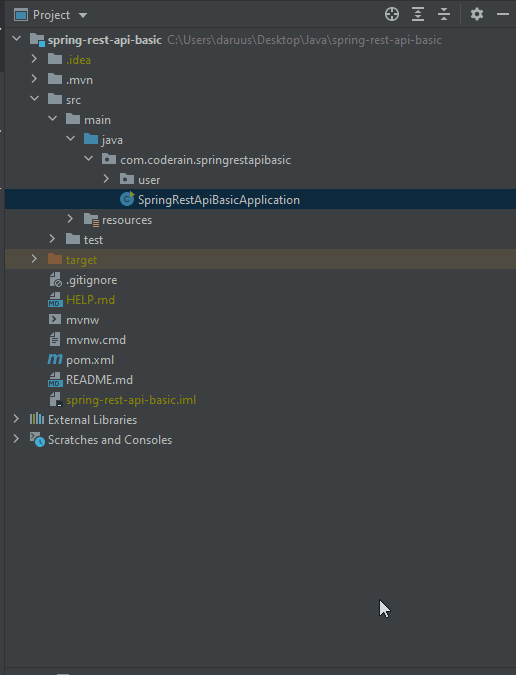 Project
spring-rest-api-basic C:\Users\daruus\Desktop\Java\spring-rest-api-basic
.idea
.mvn
src
main
java
com.coderain.springrestapibasic
user
SpringRestApiBasicApplication
resources
test
target
.gitignore
HELP.md
mvnw
mvnw.cmd
pom.xml
README.md
spring-rest-api-basic.iml
External Libraries
Scratches and Consoles